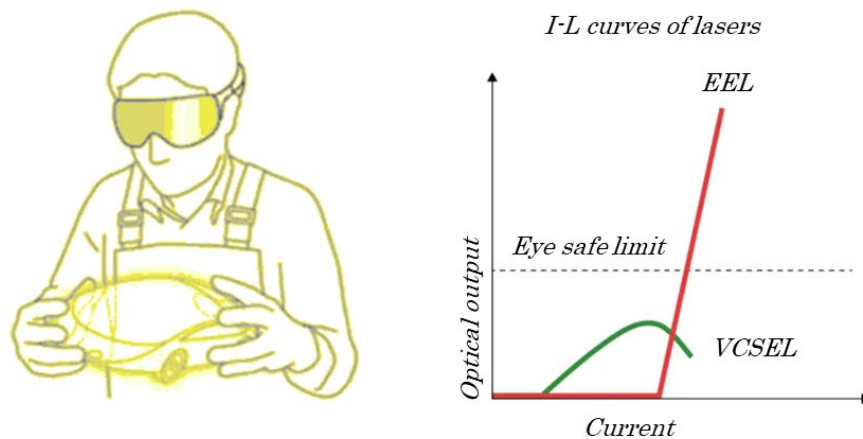 I-L curves of lasers
EEL
Eye safe limit
VCSEL
Optical output
Current